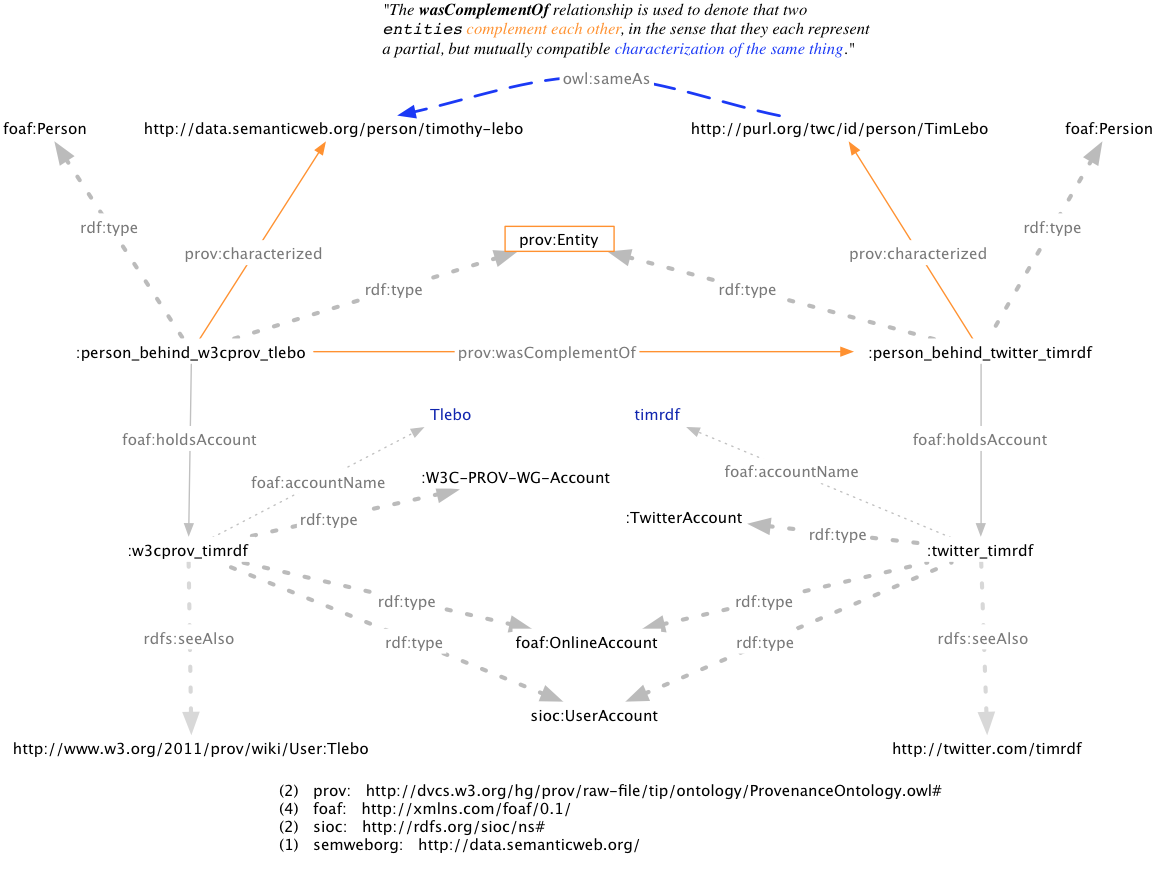 "The wasComplementOf relationship is used to denote that two
entities complement each other, in the sense that they each represent
a partial, but mutually compatible characterization of the same thing."
owl:sameAs
foaf:Person
http://data.semanticweb.org/person/timothy-lebo
http://purl.org/twc/id/person/TimLebo
foaf:Persion
rdf:type
rdf:type
prov:Entity
prov:characterized
prov:characterized
rdf:type
rdf:type
:person_behind_w3cprov_tlebo
prov:wasComplementOf
:person_behind_twitter_timrdf
Tlebo
timrdf
foaf:holdsAccount
foaf:holdsAccount
foaf:accountName
:W3C-PROV-WG-Account
foaf:accountName
rdf:type
:TwitterAccount
rdf:type
:w3cprov_timrdf
:twitter_timrdf
rdf:type
rdf:type
rdfs:seeAlso
rdf:type
foaf:OnlineAccount
rdf:type
rdfs:seeAlso
sioc:UserAccount
http://www.w3.org/2011/prov/wiki/User:Tlebo
http://twitter.com/timrdf
(2) prov: http://dvcs.w3.org/hg/prov/raw-file/tip/ontology/ProvenanceOntology.owl#
(4) foaf: http://xmlns.com/foaf/0.1/
(2) sioc: http://rdfs.org/sioc/ns#
(1) semweborg: http://data.semanticweb.org/